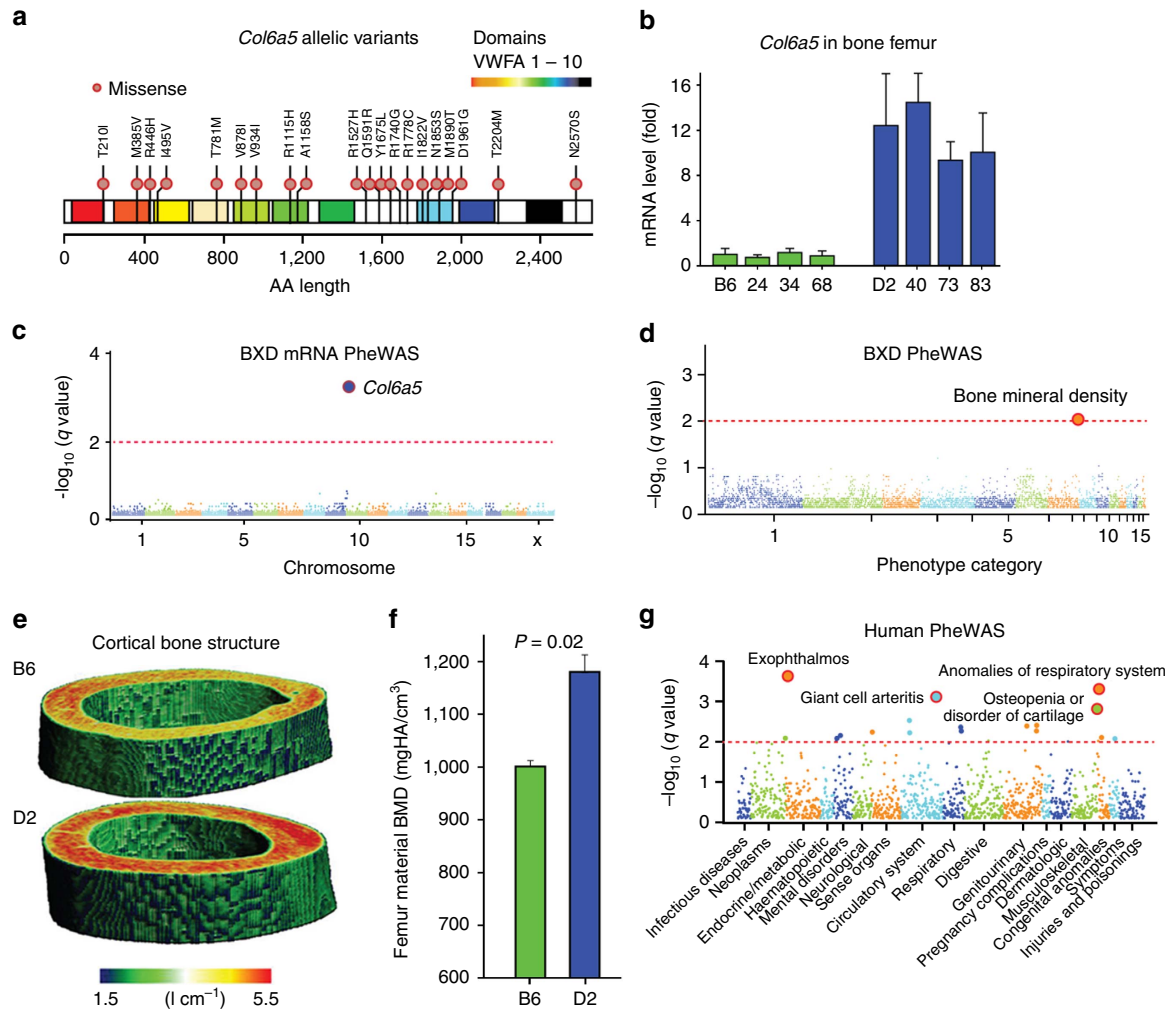 a
Col6a5 allelic variants
Domains
VWFA 1 – 10
Missense
T210I
M385V
R446H
I495V
T781M
V878I
V934I
R1115H
A1158S
R1527H
Q1591R
Y1675L
R1740G
R1778C
I1822V
N1853S
M1890T
D1961G
T2204M
N2570S
0 400 800 1,200 1,600 2,000 2,400
AA length
b
Col6a5 in bone femur
mRNA level (fold)
16
12
8
4
0
B6 24 34 68 D2 40 73 83
c
BXD mRNA PheWAS
-log10 (q value)
4
2
0
Col6a5
1 5 10 15 x
Chromosome
d
BXD PheWAS
−log10 (q value)
3
2
1
0
Bone mineral density
1 2 3 4 5 10 15
Phenotype category
e
Cortical bone structure
B6
D2
1.5 (l cm−1) 5.5
f
P = 0.02
Femur material BMD (mgHA/cm3)
1,200
1,100
1,000
900
800
700
600
B6 D2
g
Human PheWAS
−log10 (q value)
4
3
2
1
0
Exophthalmos
Giant cell arteritis
Anomalies of respiratory system
Osteopenia or
disorder of cartilage
Infectious diseases
Neoplasms
Endocrine/metabolic
Haematopoietic
Mental disorders
Neurological
Sense organs
Circulatory system
Respiratory
Digestive
Genitourinary
Pregnancy complications
Dermatologic
Musculoskeletal
Congenital anomalies
Symptoms
Injuries and poisonings